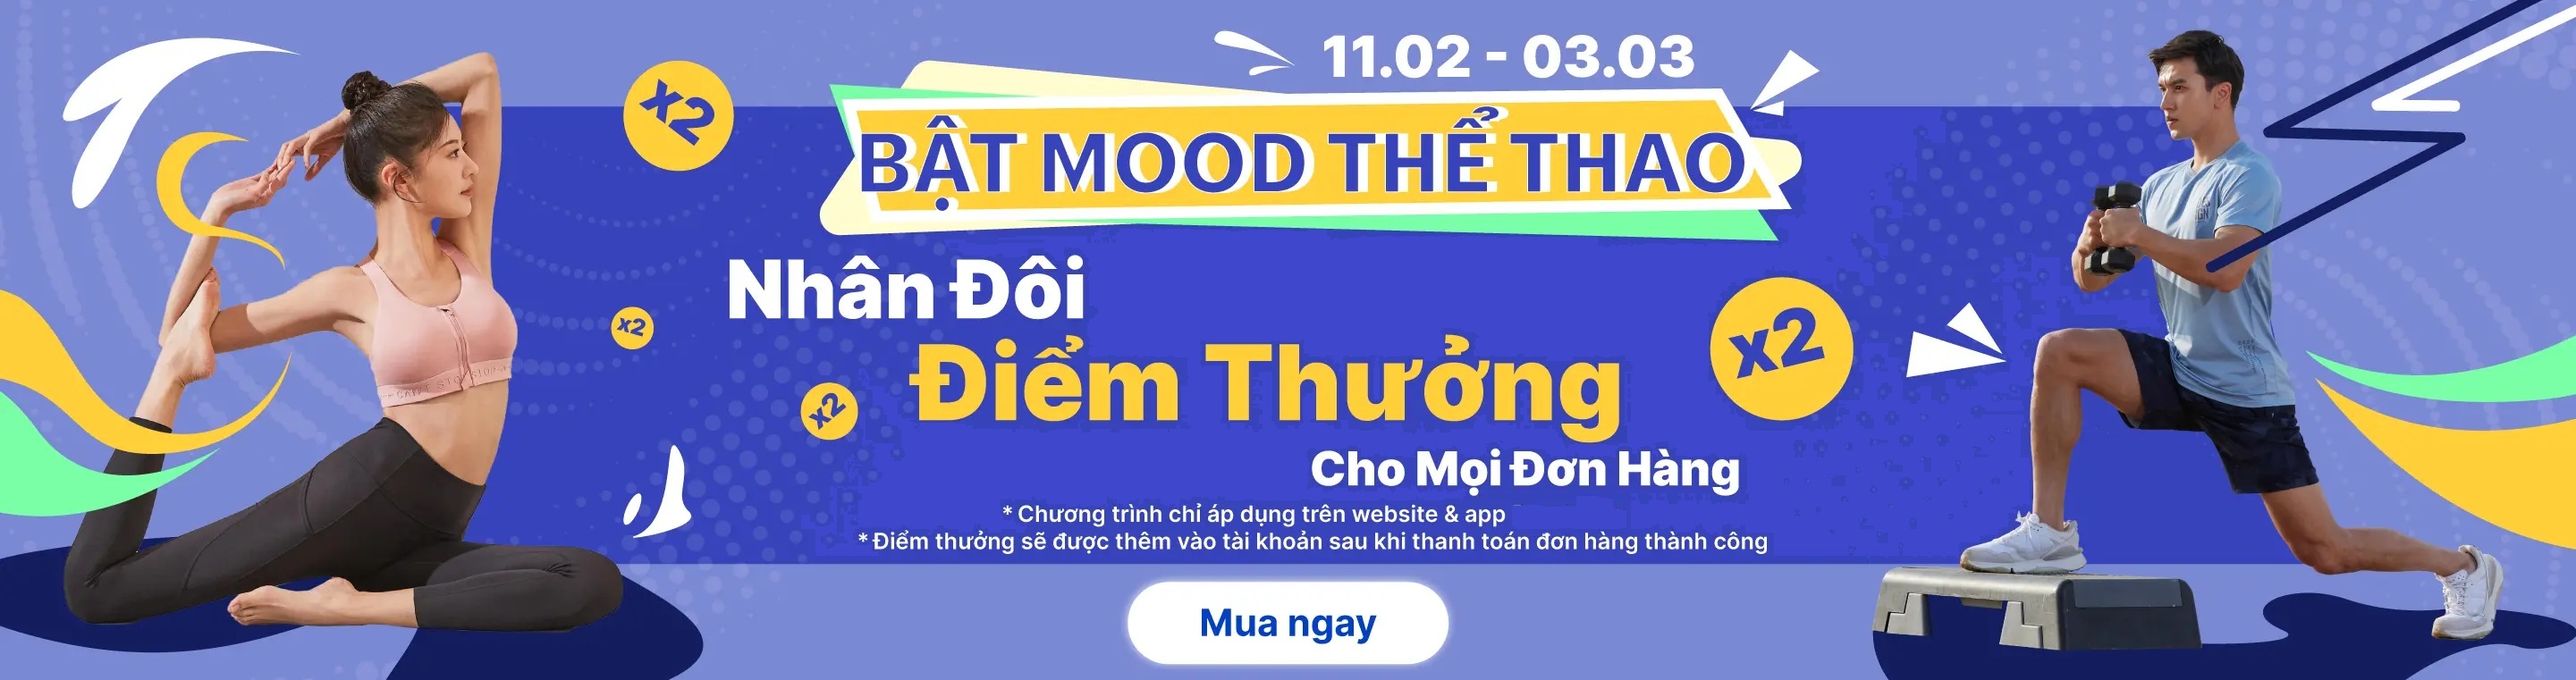 11.02 - 03.03
x2
BẬT MOOD THỂ THAO
Nhân Đôi
x2
x2
Điểm Thưởng
x2
Cho Mọi Đơn Hàng
* Chương trình chỉ áp dụng trên website & app
* Điểm thưởng sẽ được thêm vào tài khoản sau khi thanh toán đơn hàng thành công
Mua ngay